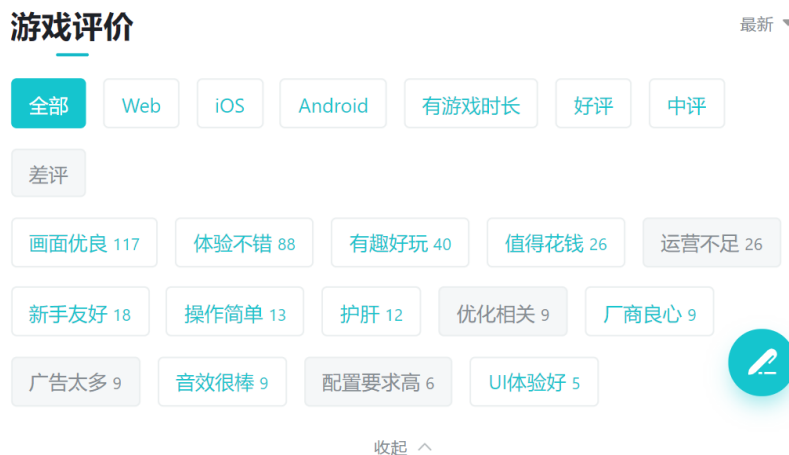 游戏评价 最新
全部 Web iOS Android 有游戏时长 好评 中评
差评
画面优良 117 体验不错 88 有趣好玩 40 值得花钱 26 运营不足 26
新手友好 18 操作简单 13 护肝 12 优化相关 9 厂商良心 9
广告太多 9 音效很棒 9 配置要求高 6 UI体验好 5
收起